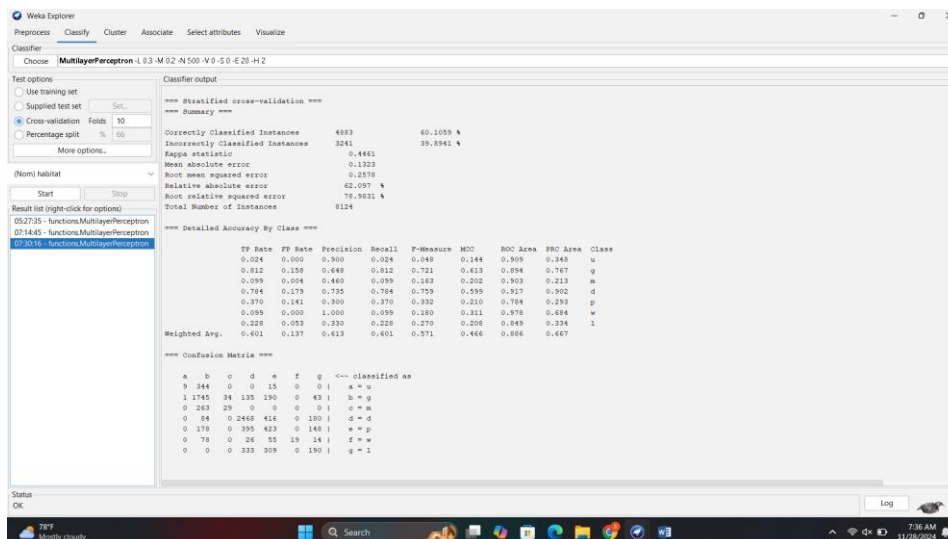 Weka Explorer
Preprocess Classify Cluster Associate Select attributes Visualize
Classifier
Choose MultilayerPerceptron -L 0.3 -M 0.2 -N 500 -V 0 -S 0 -E 20 -H 2
Test options
Use training set
Supplied test set Set...
Cross-validation Folds 10
Percentage split % 66
More options...
(Nom) habitat
Start Stop
Result list (right-click for options)
05:27:35 - functions.MultilayerPerceptron
07:14:45 - functions.MultilayerPerceptron
07:30:16 - functions.MultilayerPerceptron
Classifier output
=== Stratified cross-validation ===
=== Summary ===
Correctly Classified Instances 4883 60.1059 %
Incorrectly Classified Instances 3241 39.8941 %
Kappa statistic 0.4461
Mean absolute error 0.1323
Root mean squared error 0.2578
Relative absolute error 62.097 %
Root relative squared error 78.9831 %
Total Number of Instances 8124
=== Detailed Accuracy By Class ===
TP Rate FP Rate Precision Recall F-Measure MCC ROC Area PRC Area Class
0.024 0.000 0.900 0.024 0.048 0.144 0.909 0.348 u
0.812 0.158 0.648 0.812 0.721 0.613 0.894 0.767 g
0.099 0.004 0.460 0.099 0.163 0.202 0.903 0.213 m
0.784 0.179 0.735 0.784 0.759 0.599 0.917 0.902 d
0.370 0.141 0.300 0.370 0.332 0.210 0.784 0.293 p
0.099 0.000 1.000 0.099 0.180 0.311 0.978 0.684 w
0.228 0.053 0.330 0.228 0.270 0.208 0.849 0.334 l
Weighted Avg. 0.601 0.137 0.613 0.601 0.571 0.466 0.886 0.667
=== Confusion Matrix ===
a b c d e f g <-- classified as
9 344 0 0 15 0 0 | a = u
1 1745 34 135 190 0 43 | b = g
0 263 29 0 0 0 0 | c = m
0 84 0 2468 416 0 180 | d = d
0 178 0 395 423 0 148 | e = p
0 78 0 26 55 19 14 | f = w
0 0 0 333 309 0 190 | g = l
Status
OK
Log
78°F
Mostly cloudy
Search
7:36 AM
11/28/2024